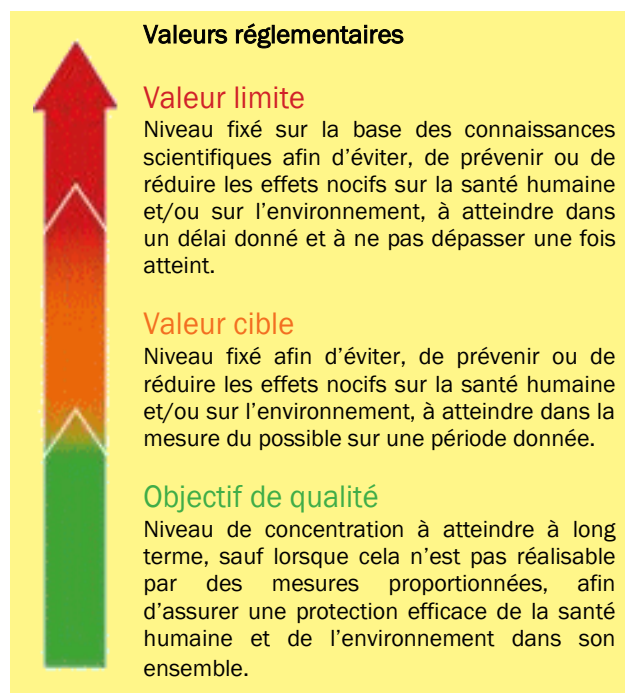 Valeurs réglementaires
Valeur limite
Niveau fixé sur la base des connaissances
scientifiques afin d'éviter, de prévenir ou de
réduire les effets nocifs sur la santé humaine
et/ou sur l'environnement, à atteindre dans
un délai donné et à ne pas dépasser une fois
atteint.
Valeur cible
Niveau fixé afin d'éviter, de prévenir ou de
réduire les effets nocifs sur la santé humaine
et/ou sur l'environnement, à atteindre dans la
mesure du possible sur une période donnée.
Objectif de qualité
Niveau de concentration à atteindre à long
terme, sauf lorsque cela n'est pas réalisable
par des mesures proportionnées, afin
d'assurer une protection efficace de la santé
humaine et de l'environnement dans son
ensemble.